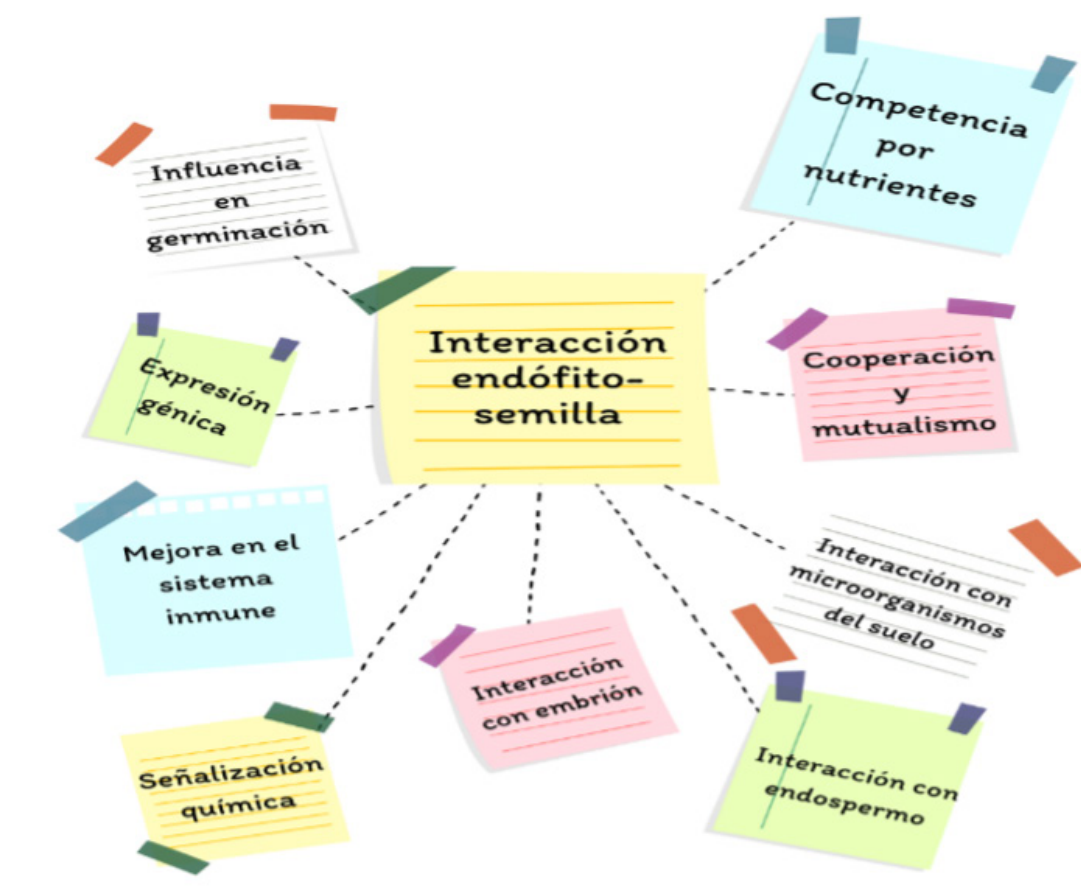 Influencia
en
germinación
Competencia
por
nutrientes
Interacción
endófito-
semilla
Expresión
génica
Cooperación
y
mutualismo
Mejora en el
sistema
inmune
Interacción con
microorganismos
del suelo
Interacción
con embrión
Señalización
química
Interacción con
endospermo